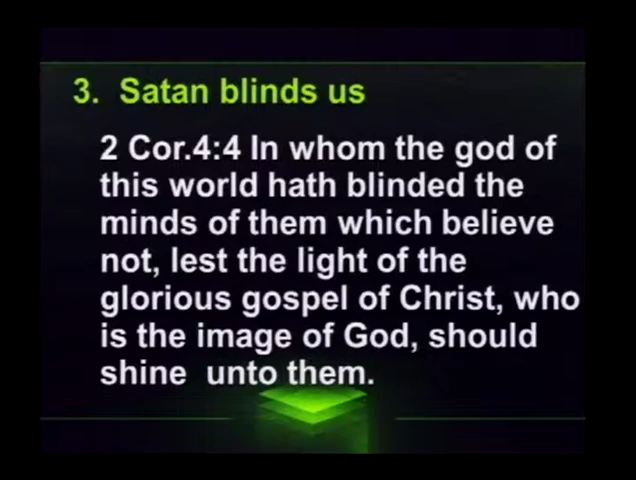 3. Satan blinds us
2 Cor.4:4 In whom the god of
this world hath blinded the
minds of them which believe
not, lest the light of the
glorious gospel of Christ, who
is the image of God, should
shine unto them.